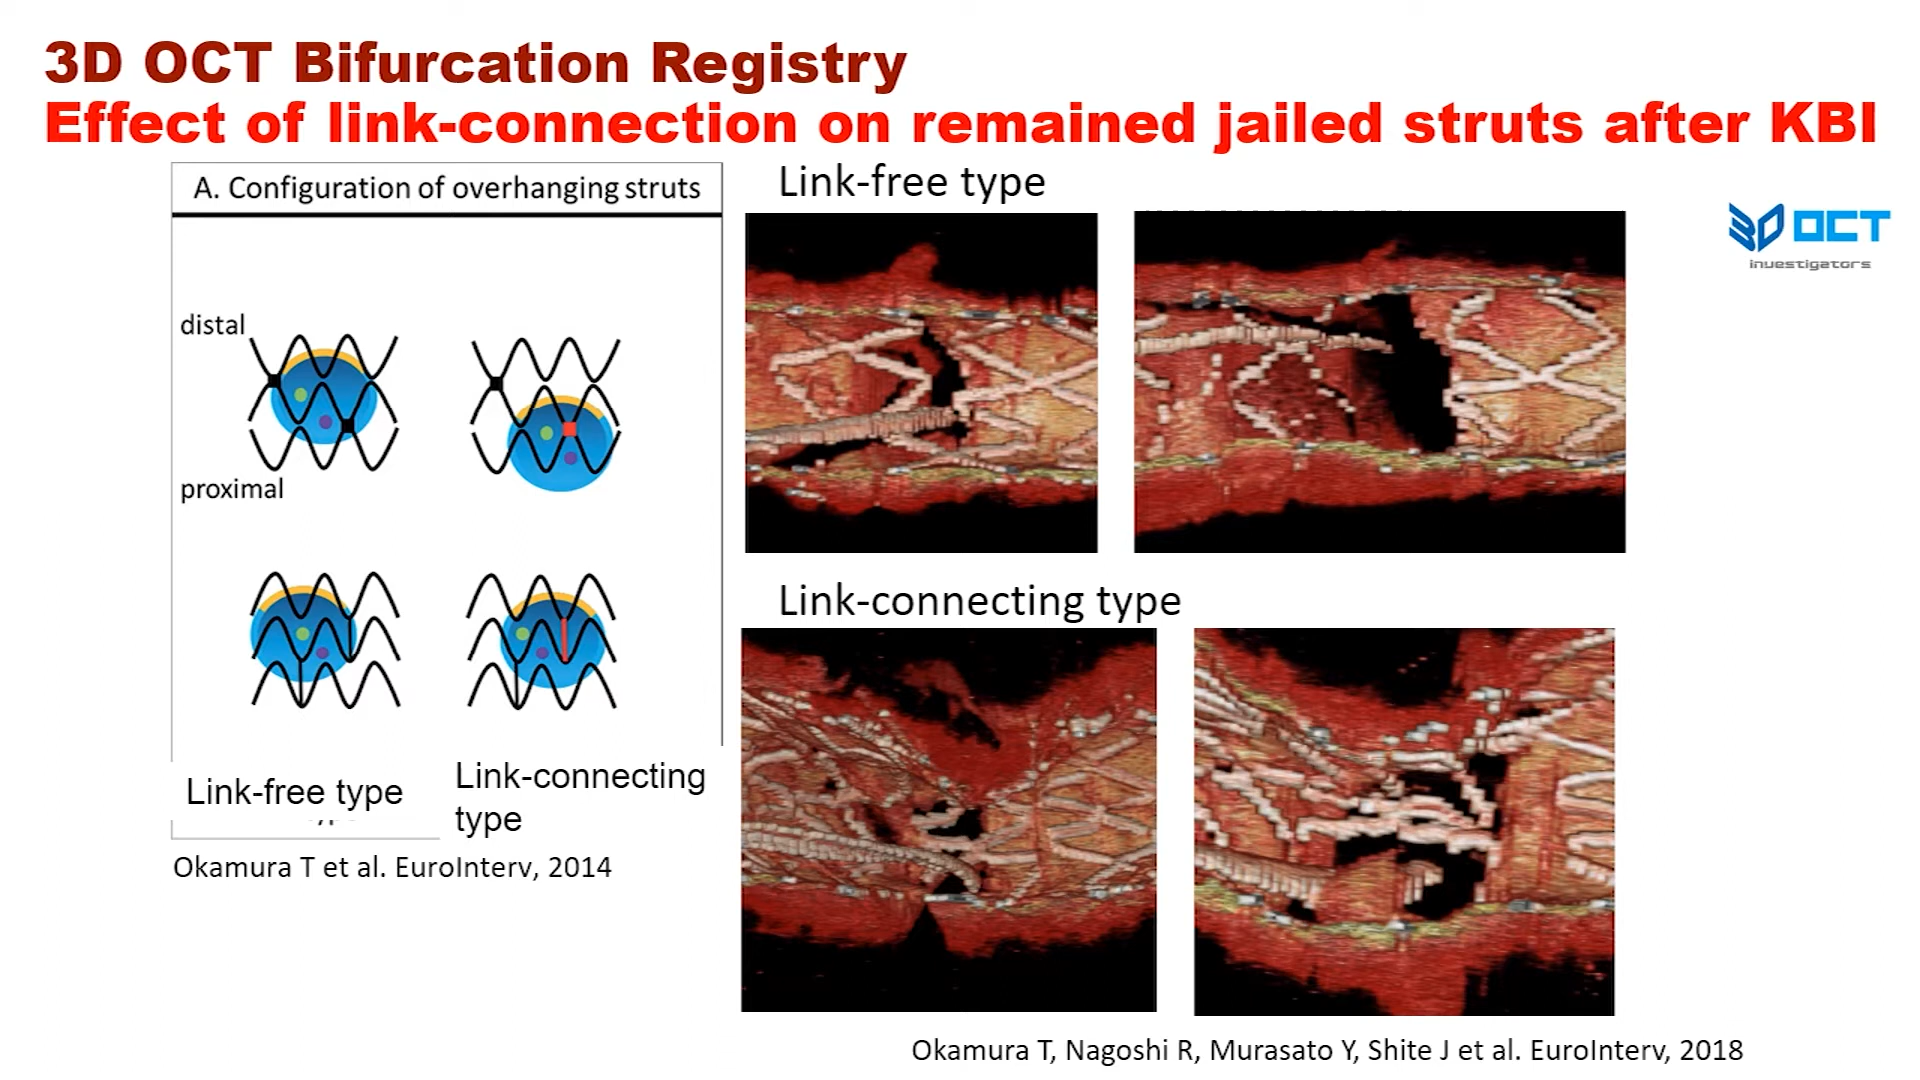 3D OCT Bifurcation Registry
Effect of link-connection on remained jailed struts after KBI
A. Configuration of overhanging struts
distal
proximal
Link-free type
Link-connecting
type
Okamura T et al. EuroInterv, 2014
Link-free type
3D OCT
investigators
Link-connecting type
Okamura T, Nagoshi R, Murasato Y, Shite J et al. EuroInterv, 2018